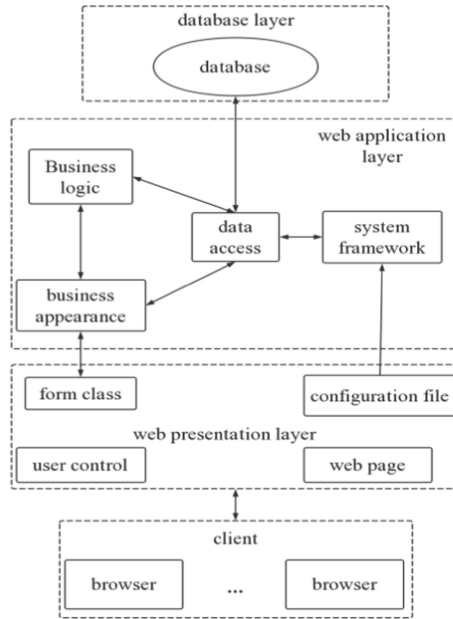 database layer
database
web application
layer
Business
logic
data
access
system
framework
business
appearance
form class
configuration file
web presentation layer
user control
web page
client
browser
...
browser